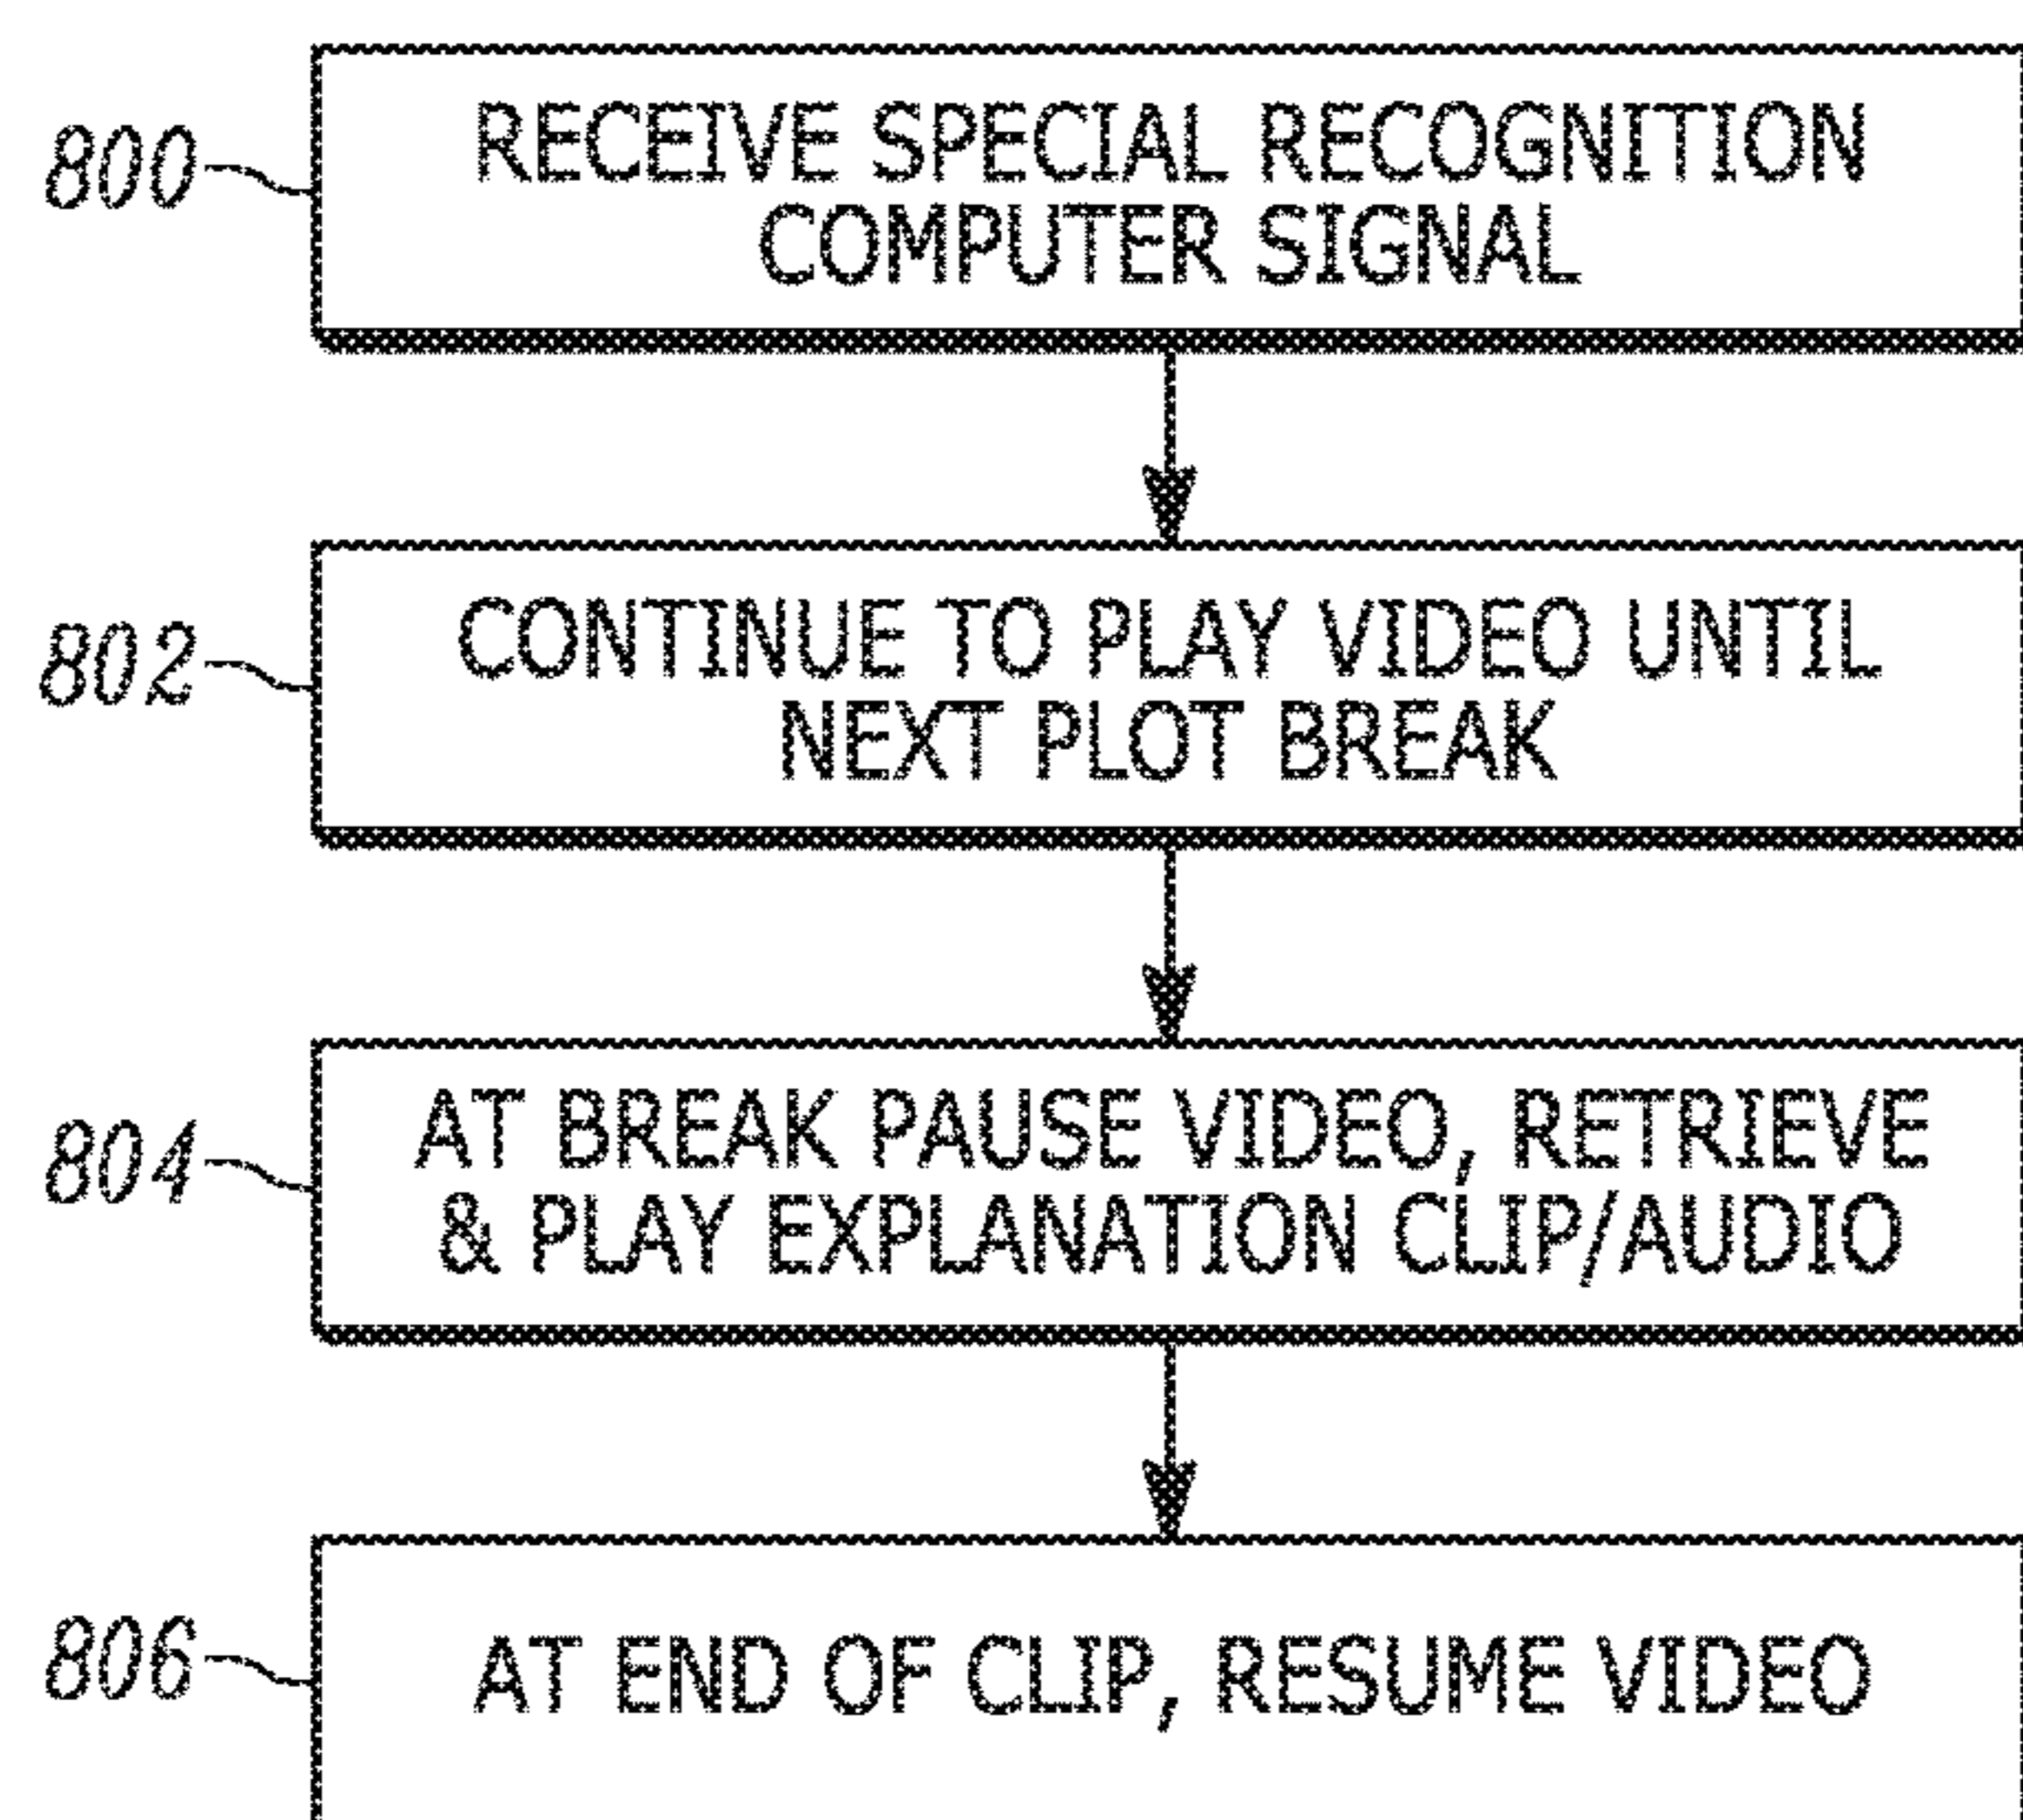 800
RECEIVE SPECIAL RECOGNITION
COMPUTER SIGNAL
802
CONTINUE TO PLAY VIDEO UNTIL
NEXT PLOT BREAK
804
AT BREAK PAUSE VIDEO, RETRIEVE
& PLAY EXPLANATION CLIP/AUDIO
806
AT END OF CLIP, RESUME VIDEO